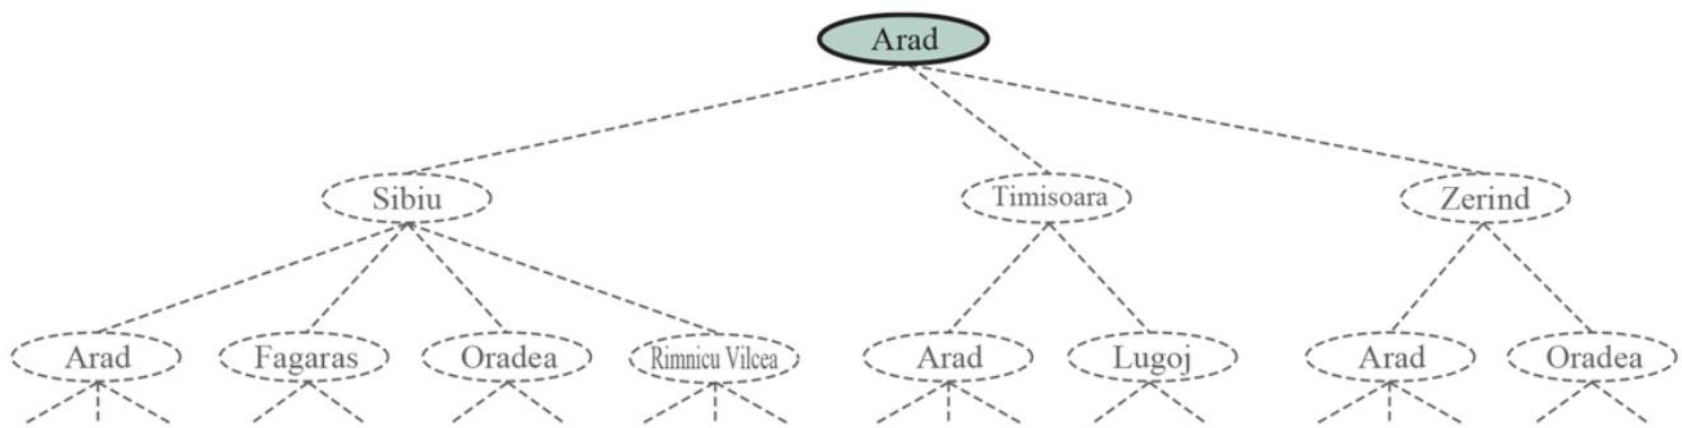 Arad
Sibiu
Timisoara
Zerind
Arad
Fagaras
Oradea
Rimnicu Vilcea
Arad
Lugoj
Arad
Oradea